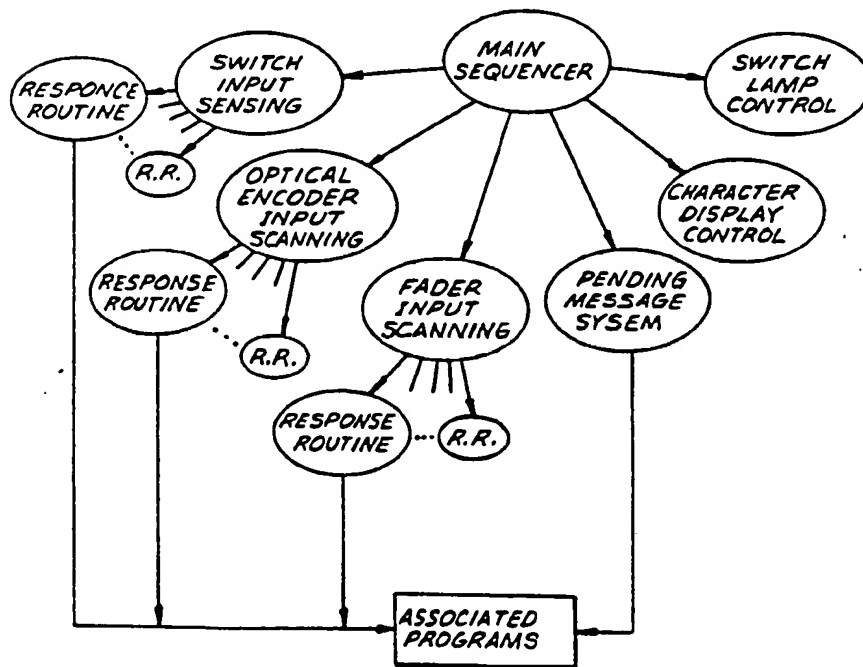 MAIN
SEQUENCER
SWITCH
INPUT
SENSING
SWITCH
LAMP
CONTROL
RESPONCE
ROUTINE
R.R.
OPTICAL
ENCODER
INPUT
SCANNING
CHARACTER
DISPLAY
CONTROL
RESPONSE
ROUTINE
R.R.
FADER
INPUT
SCANNING
PENDING
MESSAGE
SYSEM
RESPONSE
ROUTINE
R.R.
ASSOCIATED
PROGRAMS